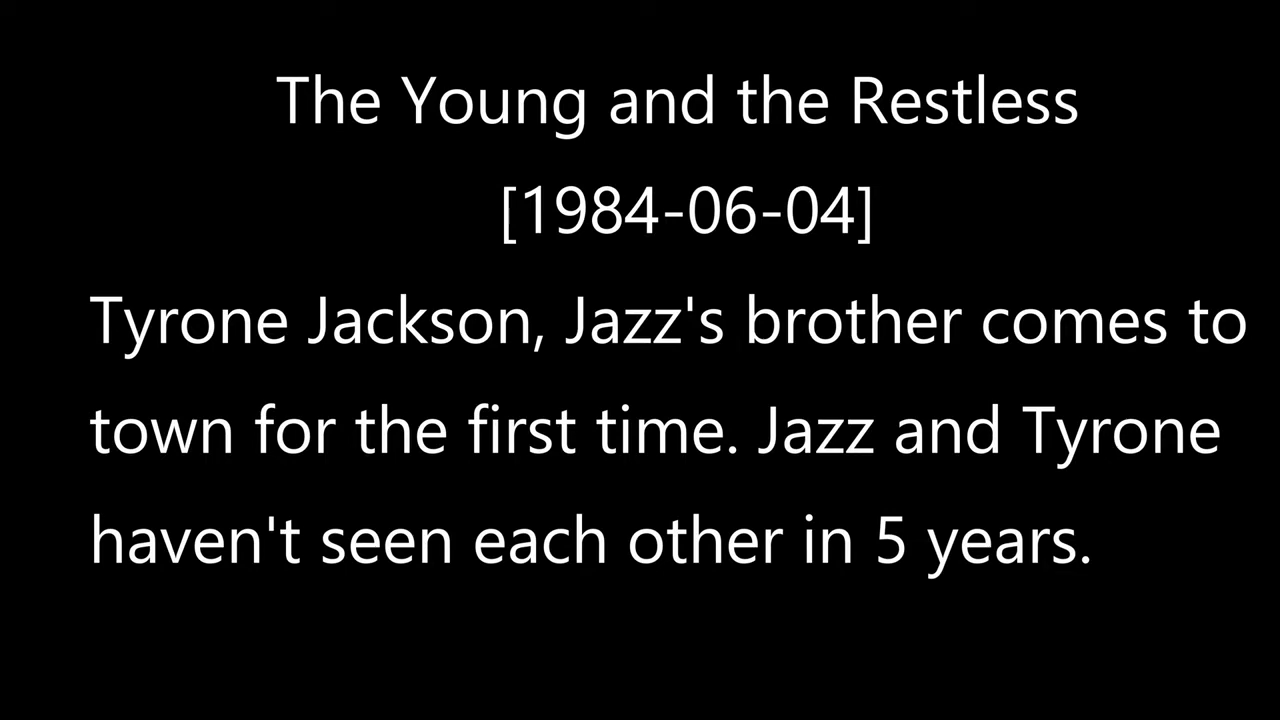 The Young and the Restless
[1984-06-04]
Tyrone Jackson, Jazz's brother comes to
town for the first time. Jazz and Tyrone
haven't seen each other in 5 years.